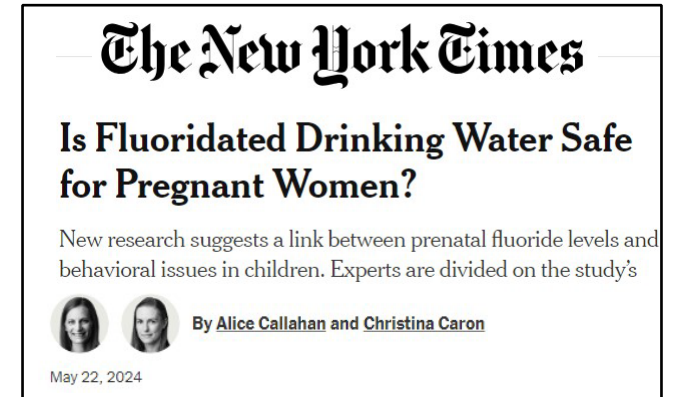 The New York Times
Is Fluoridated Drinking Water Safe
for Pregnant Women?
New research suggests a link between prenatal fluoride levels and
behavioral issues in children. Experts are divided on the study’s
By Alice Callahan and Christina Caron
May 22, 2024